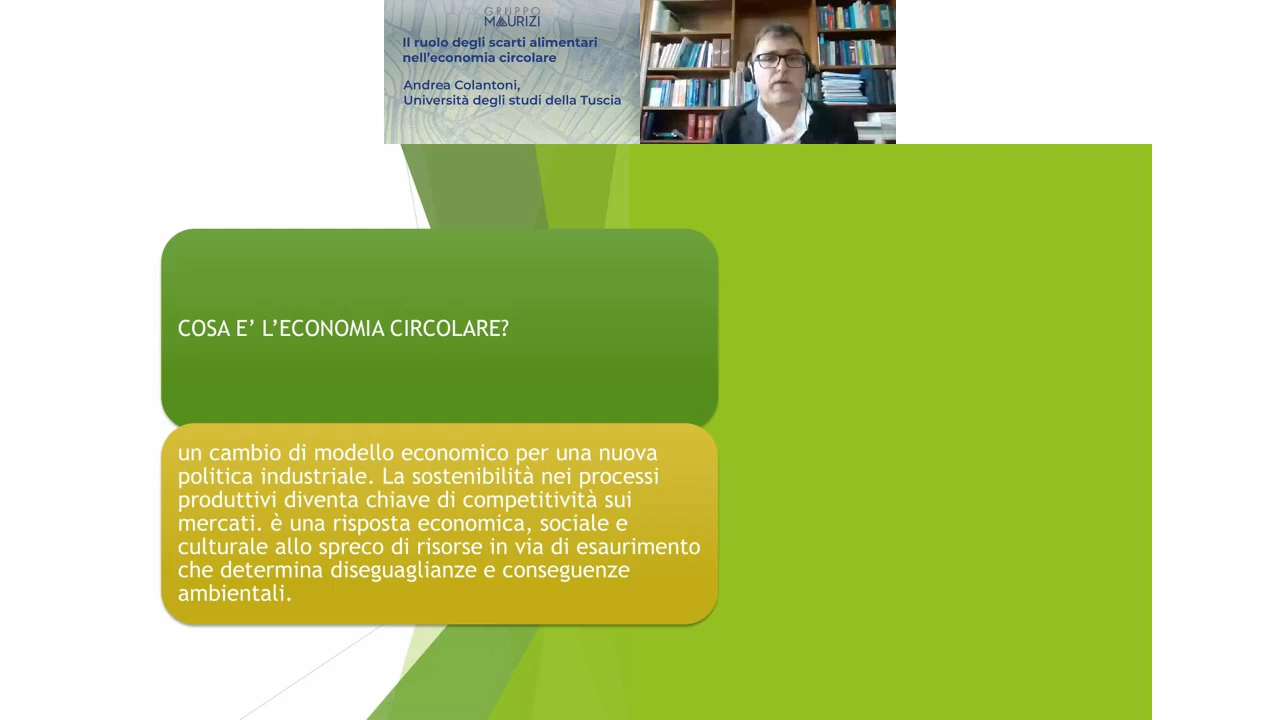 GRUPPO
MAURIZI
Il ruolo degli scarti alimentari
nell'economia circolare
Andrea Colantoni,
Università degli studi della Tuscia
COSA E’ L’ECONOMIA CIRCOLARE?
un cambio di modello economico per una nuova
politica industriale. La sostenibilità nei processi
produttivi diventa chiave di competitività sui
mercati. è una risposta economica, sociale e
culturale allo spreco di risorse in via di esaurimento
che determina diseguaglianze e conseguenze
ambientali.